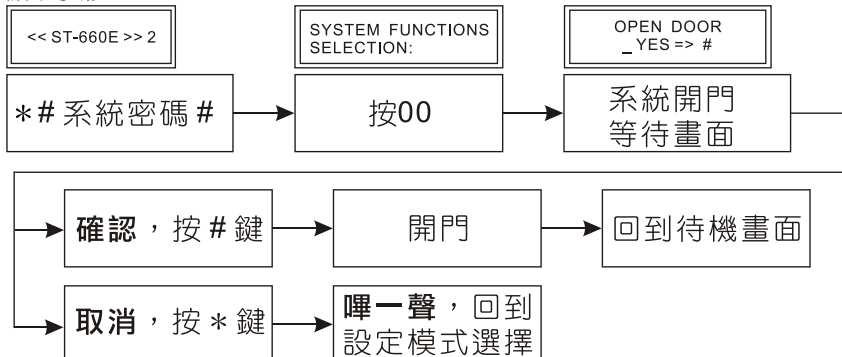 << ST-660E >> 2
SYSTEM FUNCTIONS
SELECTION:
OPEN DOOR
_ YES => #
*# 系統密碼 #
按00
系統開門
等待畫面
確認，按 # 鍵
開門
回到待機畫面
取消，按 * 鍵
嗶一聲，回到
設定模式選擇